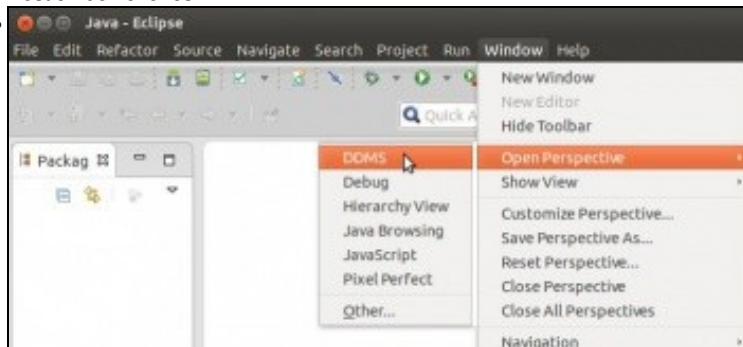 Java - Eclipse
File Edit Refactor Source Navigate Search Project Run Window Help
New Window
New Editor
Hide Toolbar
Quick A
Packag
DDMS
Debug
Hierarchy View
Java Browsing
JavaScript
Pixel Perfect
Other...
Open Perspective
Show View
Customize Perspective...
Save Perspective As...
Reset Perspective...
Close Perspective
Close All Perspectives
Navigation